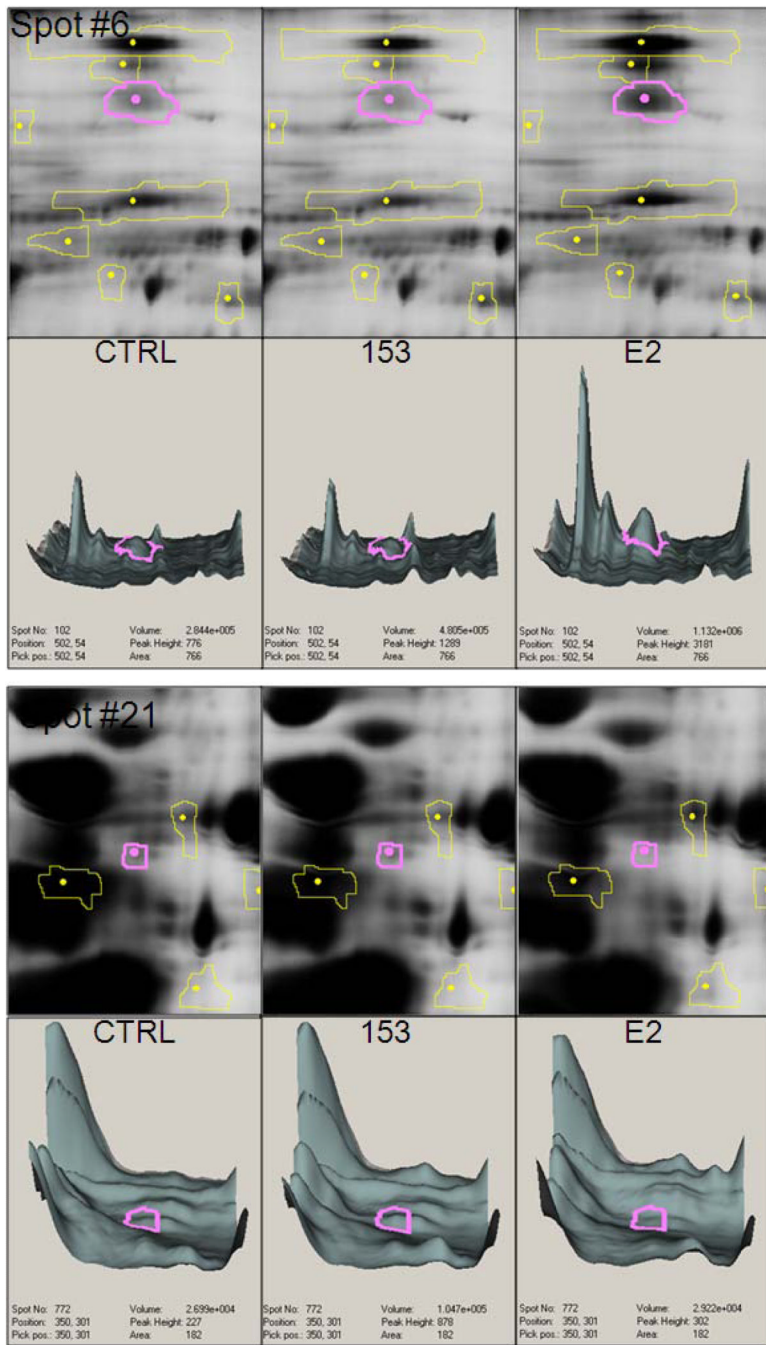 Spot #6
CTRL 153 E2
Spot No: 102 Volume: 2.844e+005 Spot No: 102 Volume: 4.805e+005 Spot No: 102 Volume: 1.132e+006
Position: 502, 54 Peak Height: 776 Position: 502, 54 Peak Height: 1289 Position: 502, 54 Peak Height: 3181
Pick pos.: 502, 54 Area: 766 Pick pos.: 502, 54 Area: 766 Pick pos.: 502, 54 Area: 766
Spot #21
CTRL 153 E2
Spot No: 772 Volume: 2.699e+004 Spot No: 772 Volume: 1.047e+005 Spot No: 772 Volume: 2.922e+004
Position: 350, 301 Peak Height: 227 Position: 350, 301 Peak Height: 878 Position: 350, 301 Peak Height: 302
Pick pos.: 350, 301 Area: 182 Pick pos.: 350, 301 Area: 182 Pick pos.: 350, 301 Area: 182